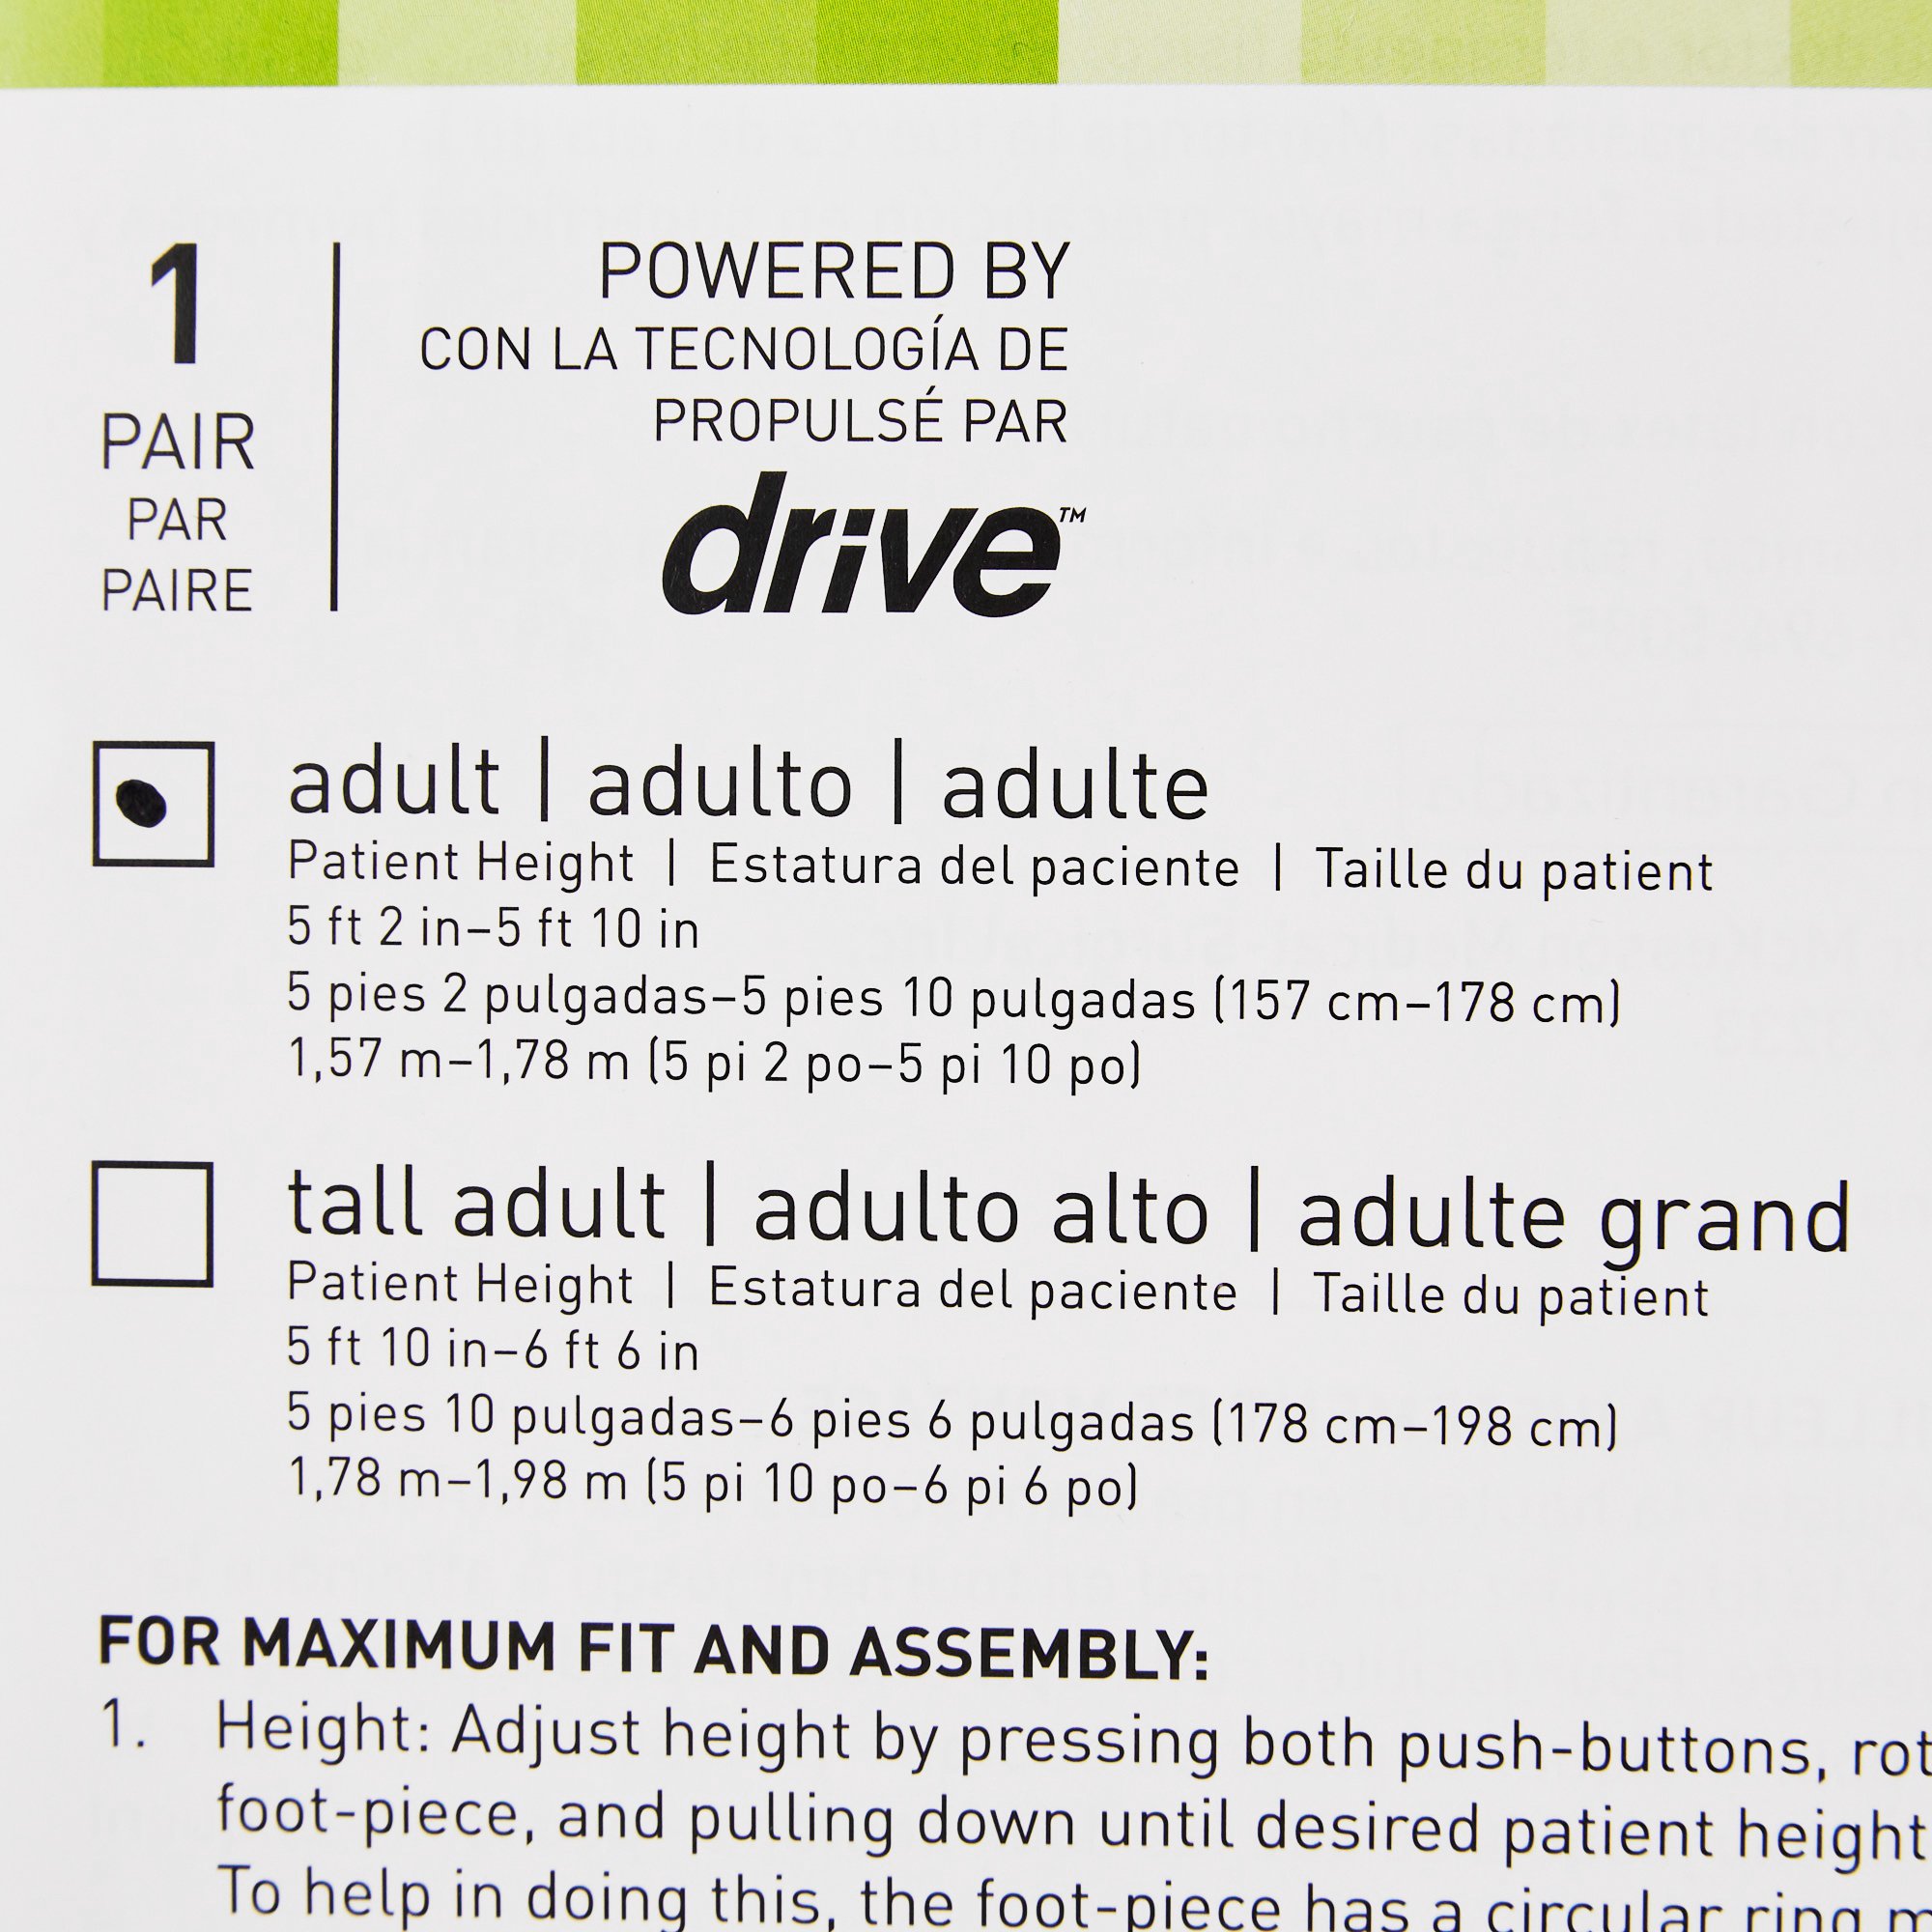 1
PAIR
PAR
PAIRE
POWERED BY
CON LA TECNOLOGÍA DE
PROPULSÉ PAR
drive™
adult | adulto | adulte
Patient Height | Estatura del paciente | Taille du patient
5 ft 2 in–5 ft 10 in
5 pies 2 pulgadas–5 pies 10 pulgadas (157 cm–178 cm)
1,57 m–1,78 m (5 pi 2 po–5 pi 10 po)
tall adult | adulto alto | adulte grand
Patient Height | Estatura del paciente | Taille du patient
5 ft 10 in–6 ft 6 in
5 pies 10 pulgadas–6 pies 6 pulgadas (178 cm–198 cm)
1,78 m–1,98 m (5 pi 10 po–6 pi 6 po)
FOR MAXIMUM FIT AND ASSEMBLY:
1. Height: Adjust height by pressing both push-buttons,
foot-piece, and pulling down until desired patient height
To help in doing this, the foot-piece has a circular ring